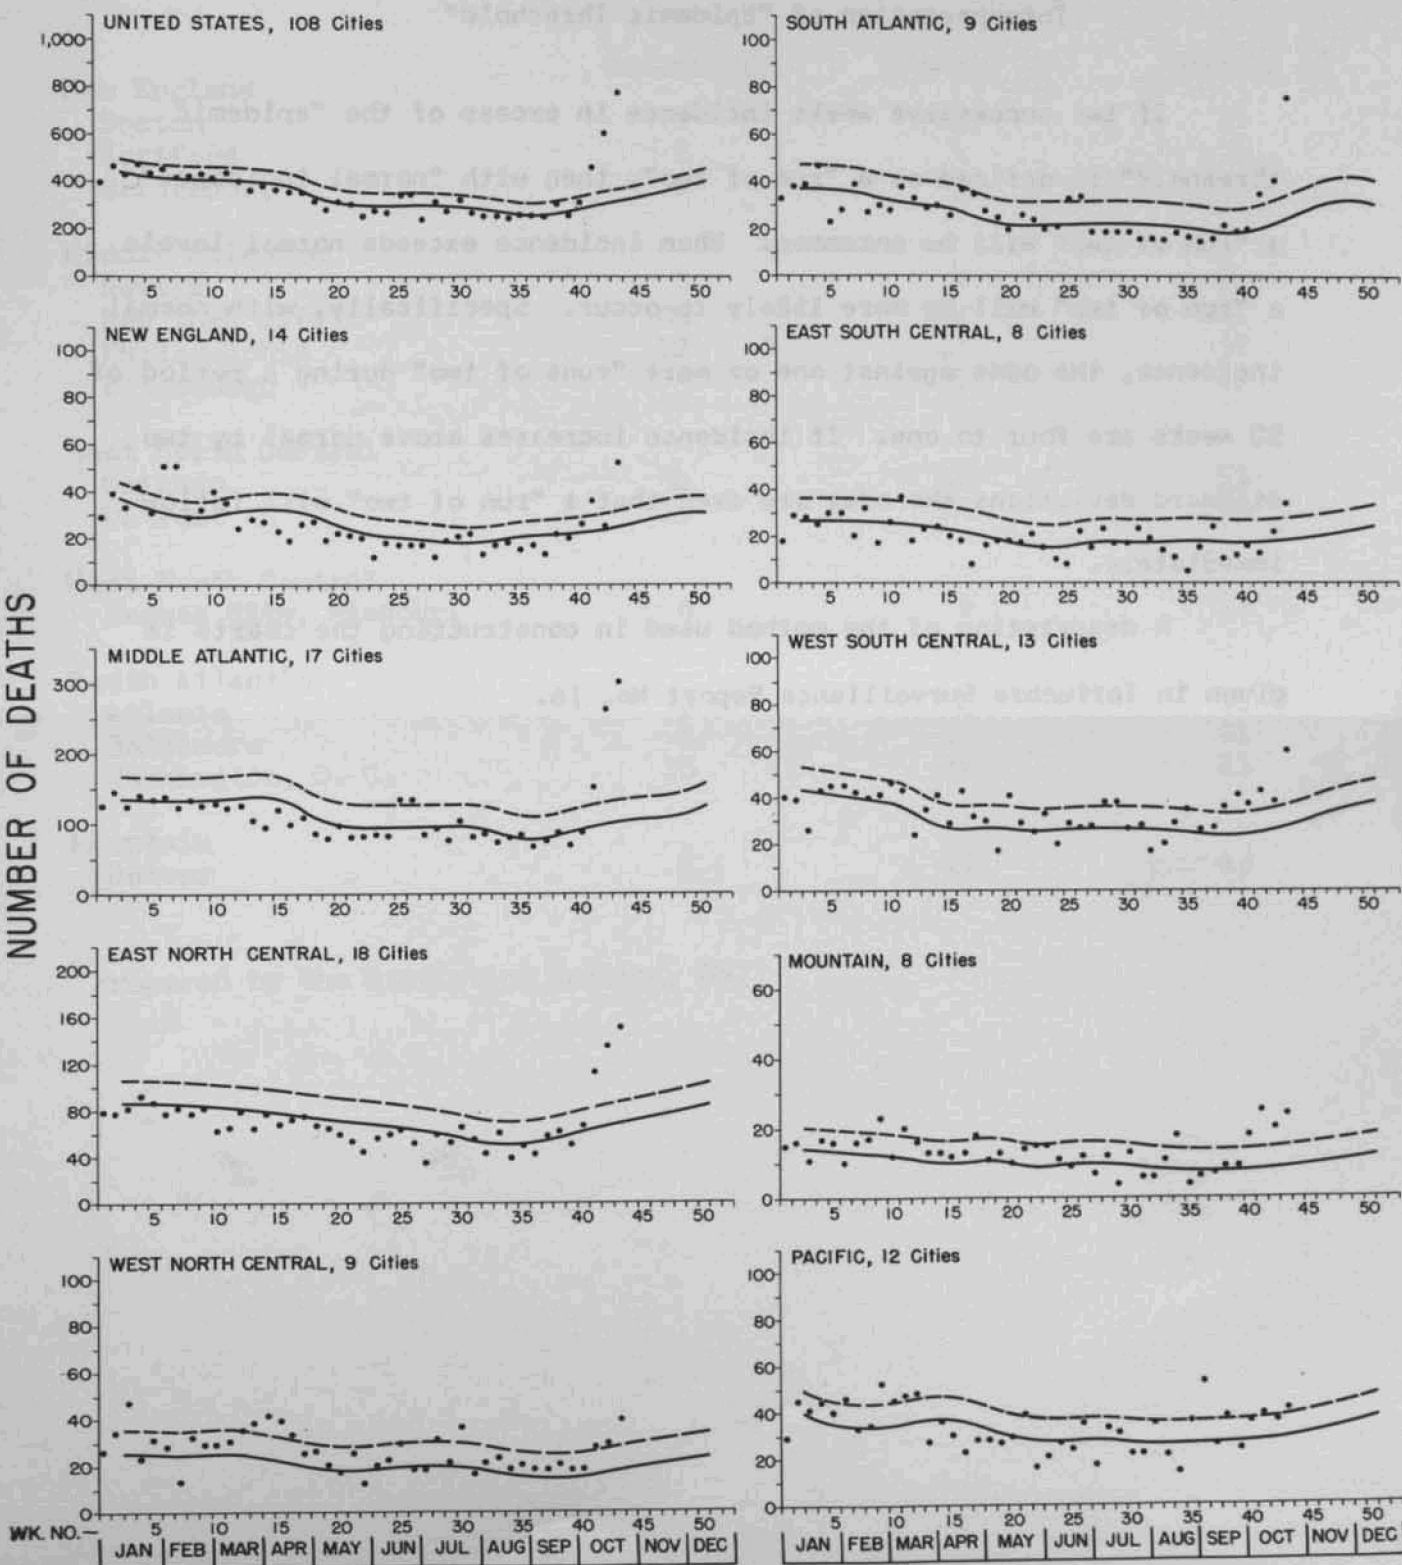 NUMBER OF DEATHS
UNITED STATES, 108 Cities
1,000
800
600
400
200
0
5 10 15 20 25 30 35 40 45 50
SOUTH ATLANTIC, 9 Cities
100
80
60
40
20
0
5 10 15 20 25 30 35 40 45 50
NEW ENGLAND, 14 Cities
100
80
60
40
20
0
5 10 15 20 25 30 35 40 45 50
EAST SOUTH CENTRAL, 8 Cities
100
80
60
40
20
0
5 10 15 20 25 30 35 40 45 50
MIDDLE ATLANTIC, 17 Cities
300
200
100
0
5 10 15 20 25 30 35 40 45 50
WEST SOUTH CENTRAL, 13 Cities
100
80
60
40
20
0
5 10 15 20 25 30 35 40 45 50
EAST NORTH CENTRAL, 18 Cities
200
160
120
80
40
0
5 10 15 20 25 30 35 40 45 50
MOUNTAIN, 8 Cities
60
40
20
0
5 10 15 20 25 30 35 40 45 50
WEST NORTH CENTRAL, 9 Cities
100
80
60
40
20
0
WK. NO.— 5 10 15 20 25 30 35 40 45 50
JAN FEB MAR APR MAY JUN JUL AUG SEP OCT NOV DEC
PACIFIC, 12 Cities
100
80
60
40
20
0
5 10 15 20 25 30 35 40 45 50
JAN FEB MAR APR MAY JUN JUL AUG SEP OCT NOV DEC